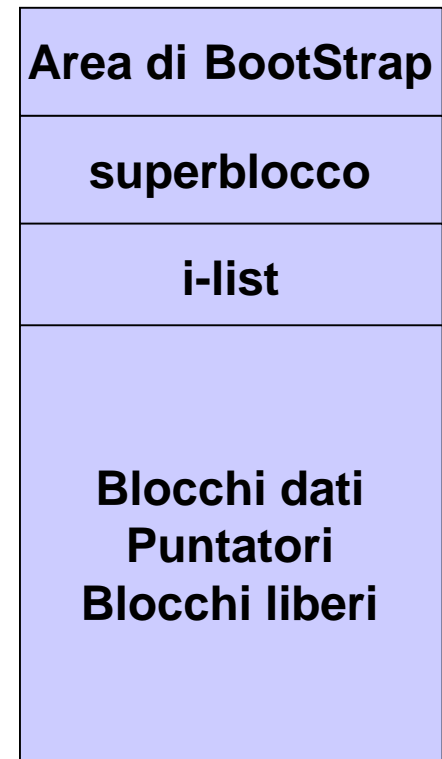 Area di BootStrap
superblocco
i-list
Blocchi dati
Puntatori
Blocchi liberi